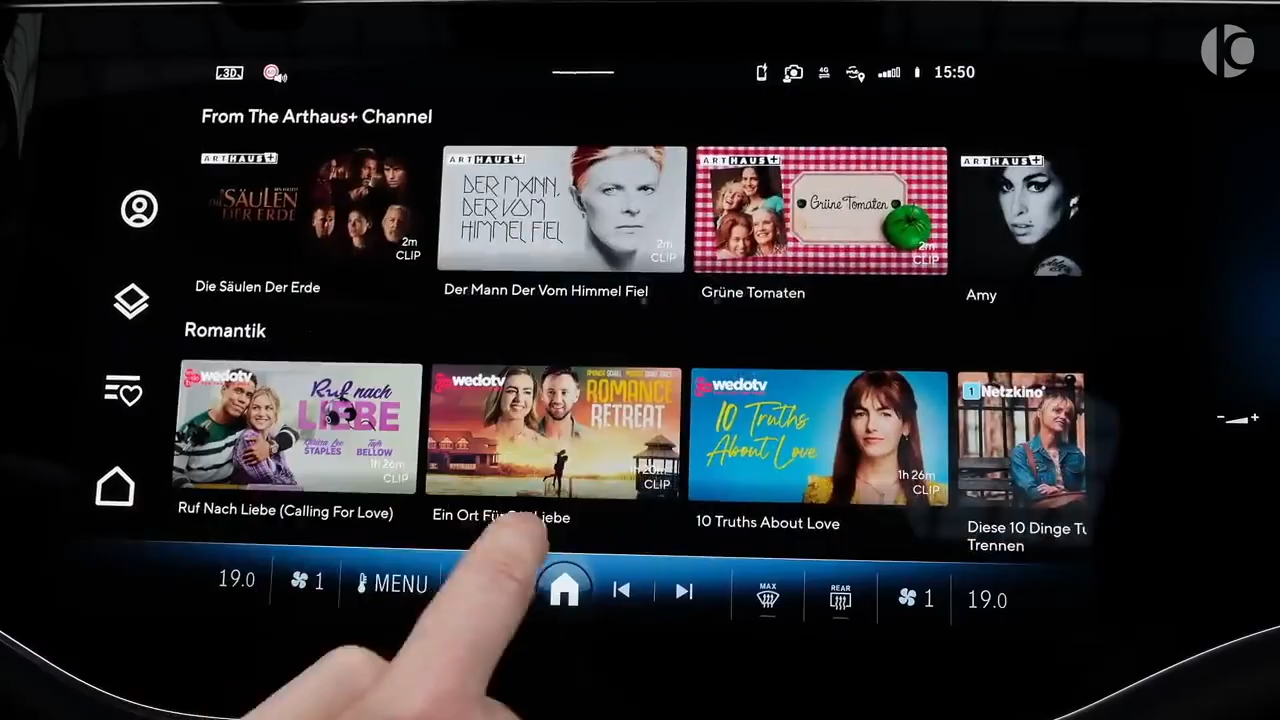 3D
4G
15:50
From The Arthaus+ Channel
ARTHAUS+
DIE SÄULEN
DER ERDE
2m
CLIP
ARTHAUS+
DER MANN,
DER VOM
HIMMEL FIEL
2m
CLIP
ARTHAUS+
Grüne Tomaten
2m
CLIP
ARTHAUS+
Die Säulen Der Erde
Der Mann Der Vom Himmel Fiel
Grüne Tomaten
Amy
Romantik
wedotv
Ruf nach
LIEBE
STAPLES
BELLOW
1h 26m
CLIP
wedotv
ROMANCE
RETREAT
CLIP
wedotv
10 Truths
About Love
1h 26m
CLIP
1 Netzkino
Ruf Nach Liebe (Calling For Love)
Ein Ort Für Liebe
10 Truths About Love
Diese 10 Dinge Tu
Trennen
19.0
1
MENU
MAX
REAR
1
19.0